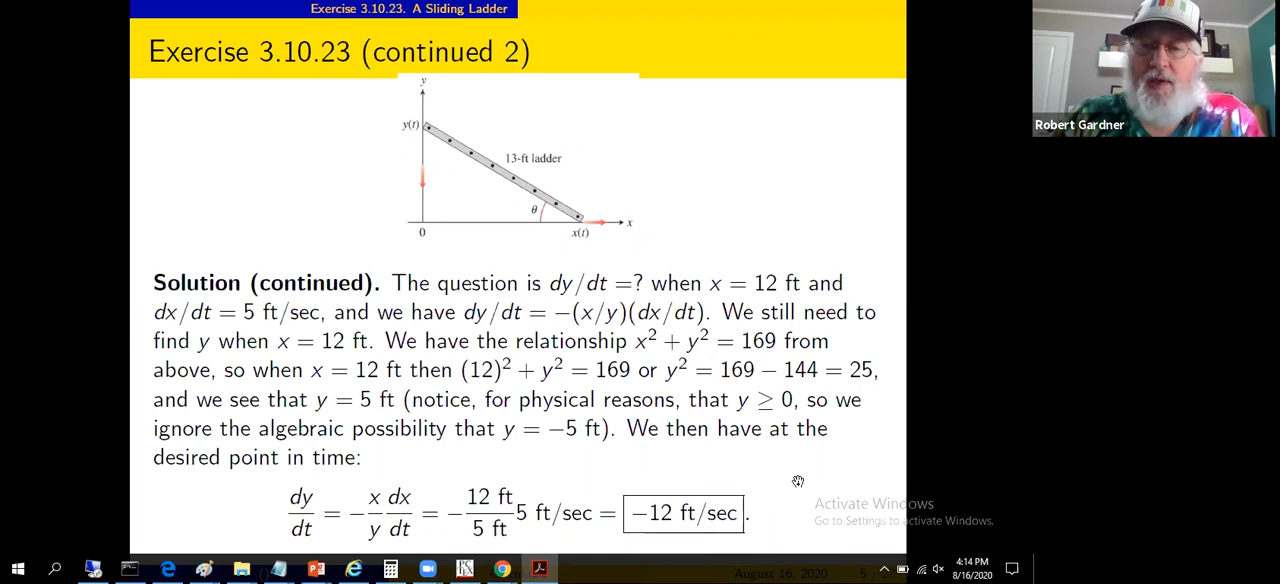 Exercise 3.10.23. A Sliding Ladder
Exercise 3.10.23 (continued 2)
Robert Gardner
y
y(t)
13-ft ladder
θ
x
0
x(t)
Solution (continued). The question is dy/dt =? when x = 12 ft and
dx/dt = 5 ft/sec, and we have dy/dt = −(x/y)(dx/dt). We still need to
find y when x = 12 ft. We have the relationship x² + y² = 169 from
above, so when x = 12 ft then (12)² + y² = 169 or y² = 169 − 144 = 25,
and we see that y = 5 ft (notice, for physical reasons, that y ≥ 0, so we
ignore the algebraic possibility that y = −5 ft). We then have at the
desired point in time:
dy/dt = −x/y dx/dt = −12 ft/5 ft 5 ft/sec = −12 ft/sec.
Activate Windows
Go to Settings to activate Windows.
August 16, 2020
4:14 PM
8/16/2020